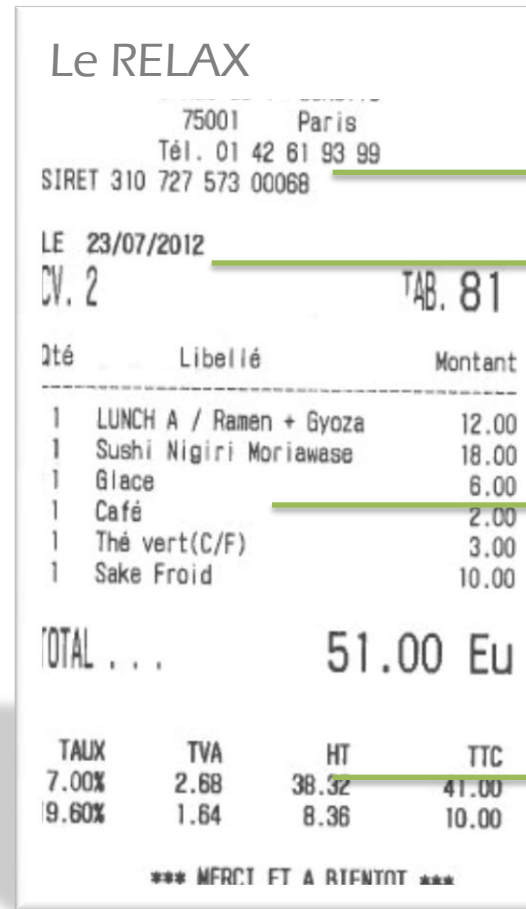 Le RELAX
75001 Paris
Tél. 01 42 61 93 99
SIRET 310 727 573 00068
LE 23/07/2012
CV. 2 TAB. 81
Qté Libellé Montant
1 LUNCH A / Ramen + Gyoza 12.00
1 Sushi Nigiri Moriawase 18.00
1 Glace 6.00
1 Café 2.00
1 Thé vert(C/F) 3.00
1 Sake Froid 10.00
TOTAL . . . 51.00 Eu
TAUX TVA HT TTC
7.00% 2.68 38.32 41.00
19.60% 1.64 8.36 10.00
*** MERCI ET A BIENTOT ***